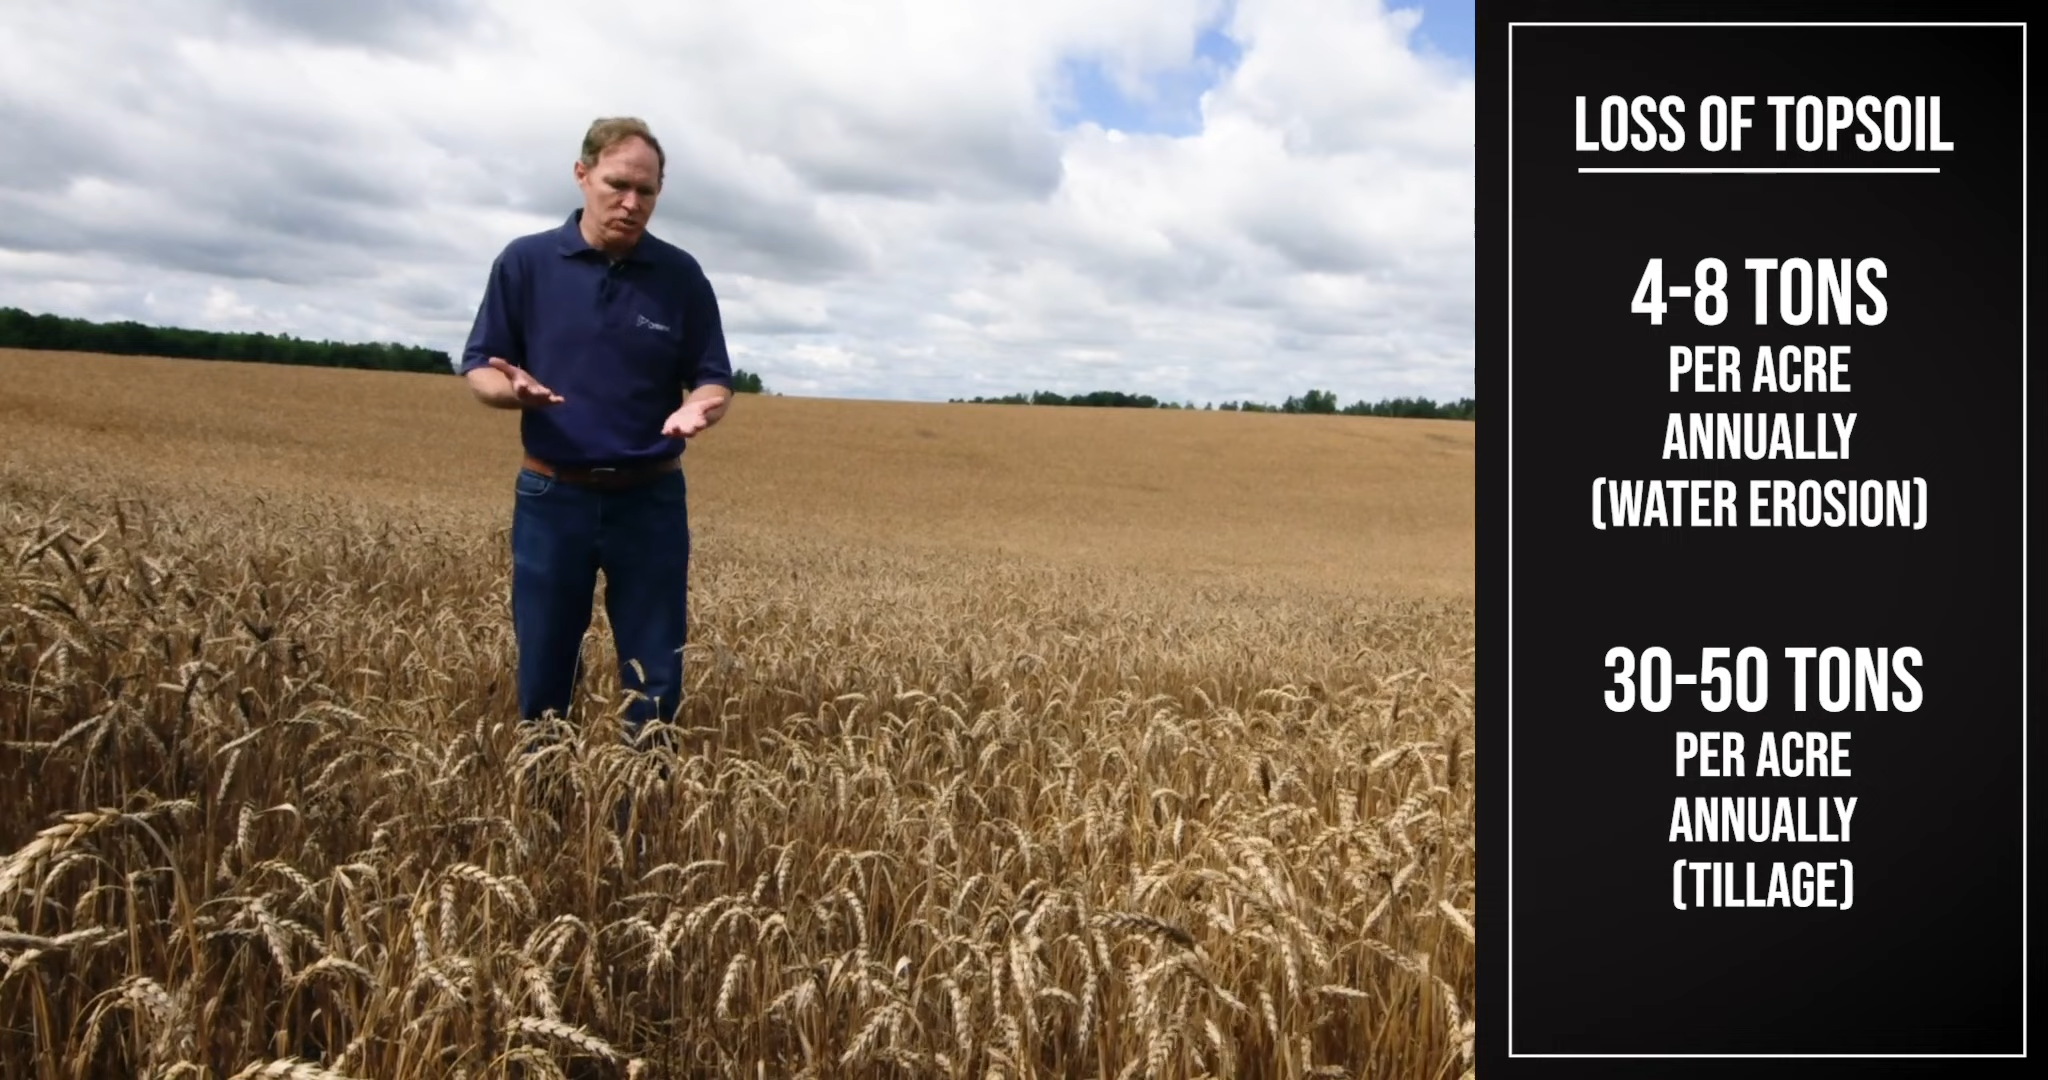 LOSS OF TOPSOIL
4-8 TONS
PER ACRE
ANNUALLY
(WATER EROSION)
30-50 TONS
PER ACRE
ANNUALLY
(TILLAGE)